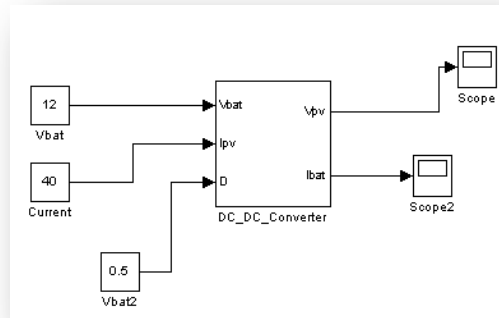 12
Vbat
40
Current
0.5
Vbat2
Vbat
Ipv
D
Vpv
Ibat
DC_DC_Converter
Scope
Scope2